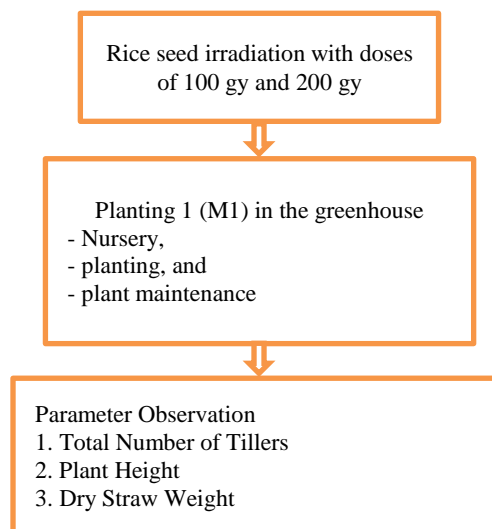 Rice seed irradiation with doses
of 100 gy and 200 gy
Planting 1 (M1) in the greenhouse
- Nursery,
- planting, and
- plant maintenance
Parameter Observation
1. Total Number of Tillers
2. Plant Height
3. Dry Straw Weight